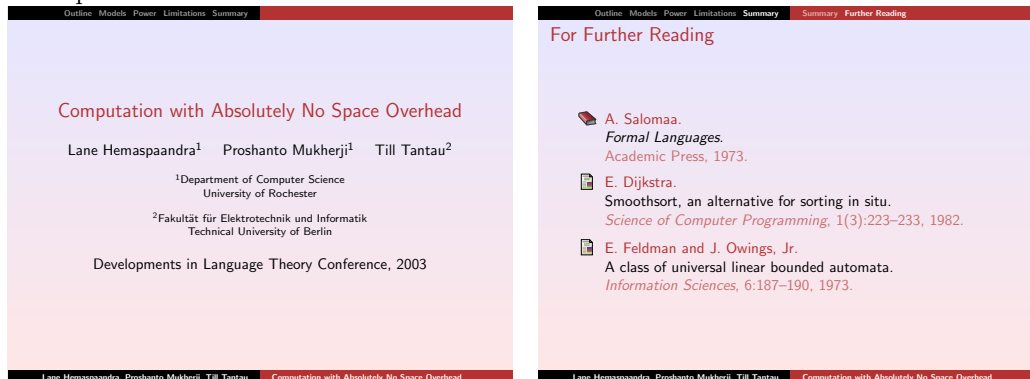 Outline Models Power Limitations Summary
Computation with Absolutely No Space Overhead
Lane Hemaspaandra1 Proshanto Mukherji1 Till Tantau2
1Department of Computer Science
University of Rochester
2Fakultät für Elektrotechnik und Informatik
Technical University of Berlin
Developments in Language Theory Conference, 2003
Lane Hemaspaandra, Proshanto Mukherji, Till Tantau Computation with Absolutely No Space Overhead
Outline Models Power Limitations Summary Summary Further Reading
For Further Reading
A. Salomaa.
Formal Languages.
Academic Press, 1973.
E. Dijkstra.
Smoothsort, an alternative for sorting in situ.
Science of Computer Programming, 1(3):223–233, 1982.
E. Feldman and J. Owings, Jr.
A class of universal linear bounded automata.
Information Sciences, 6:187–190, 1973.
Lane Hemaspaandra, Proshanto Mukherji, Till Tantau Computation with Absolutely No Space Overhead